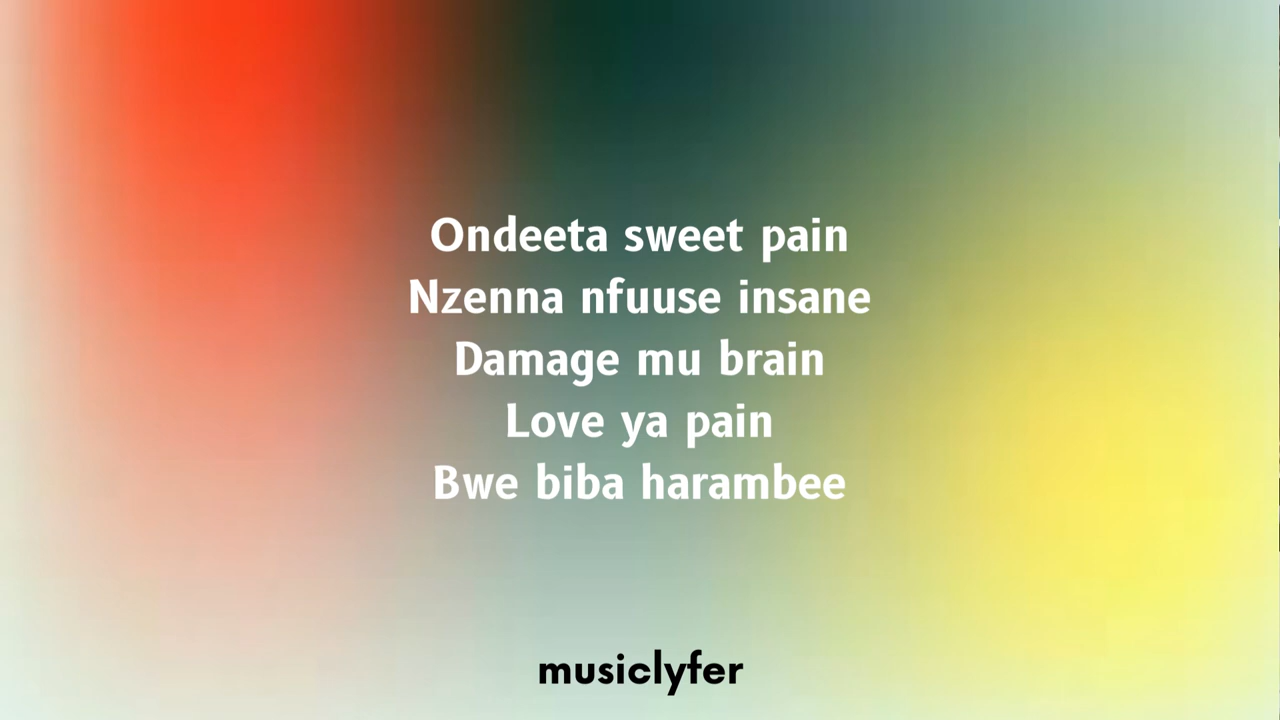 Ondeeta sweet pain
Nzenna nfuuse insane
Damage mu brain
Love ya pain
Bwe biba harambee
musiclyfer